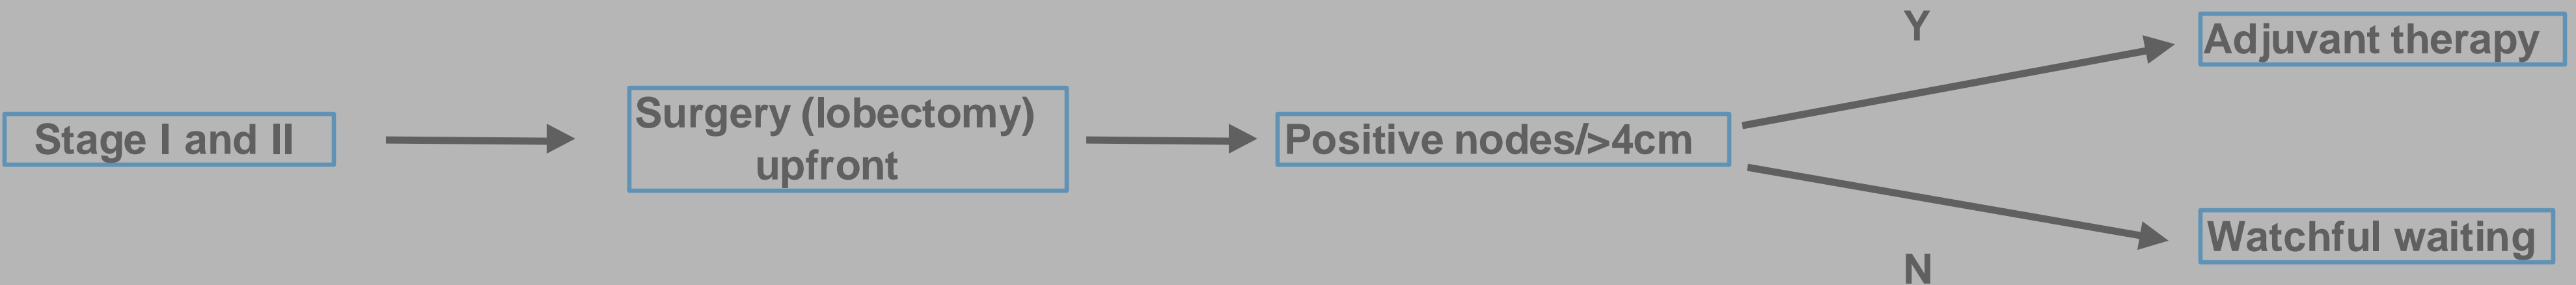 Stage I and II
Surgery (lobectomy)
upfront
Positive nodes/>4cm
Y
Adjuvant therapy
N
Watchful waiting